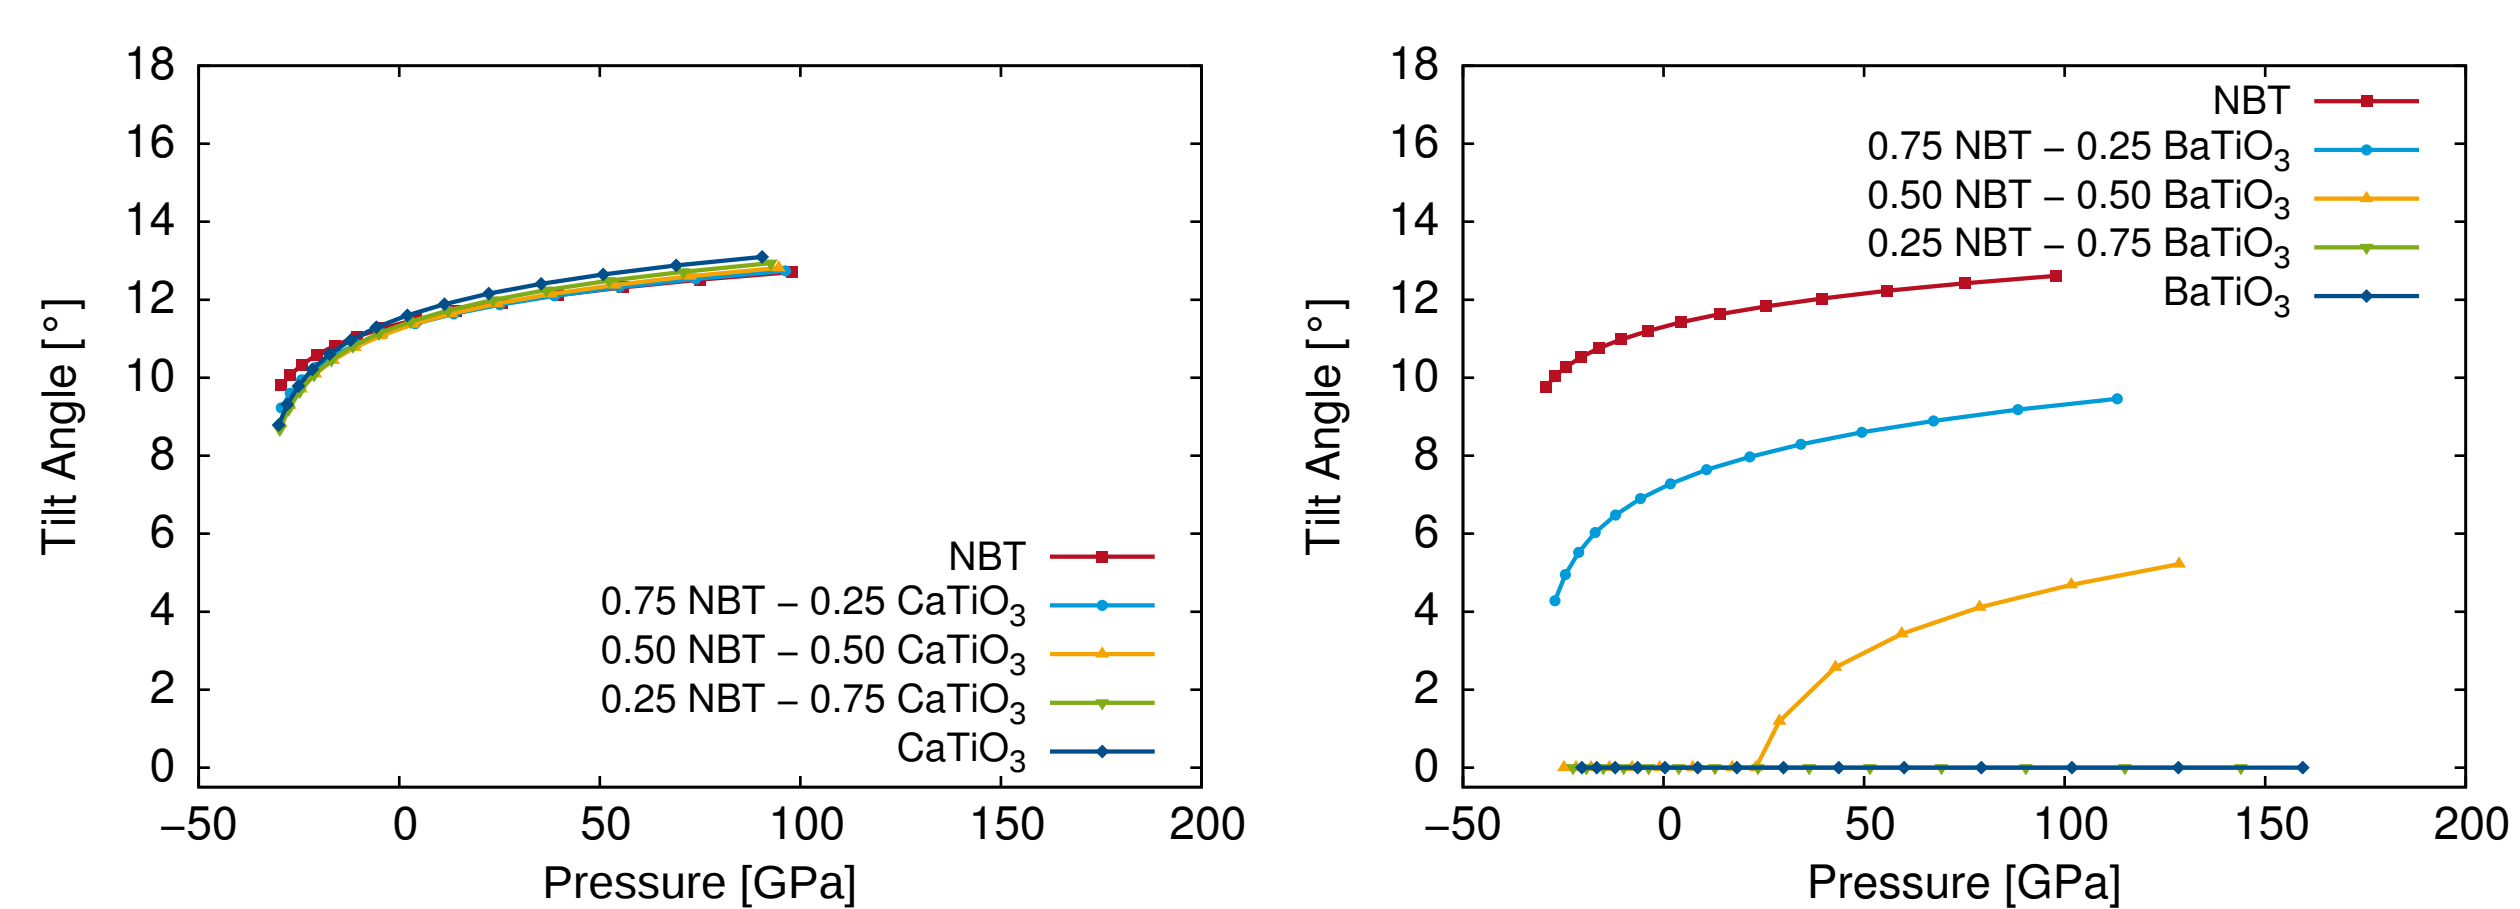 18
16
14
12
10
8
6
4
2
0
−50
0
50
100
150
200
Tilt Angle [°]
Pressure [GPa]
NBT
0.75 NBT − 0.25 CaTiO3
0.50 NBT − 0.50 CaTiO3
0.25 NBT − 0.75 CaTiO3
CaTiO3
18
16
14
12
10
8
6
4
2
0
−50
0
50
100
150
200
Tilt Angle [°]
Pressure [GPa]
NBT
0.75 NBT − 0.25 BaTiO3
0.50 NBT − 0.50 BaTiO3
0.25 NBT − 0.75 BaTiO3
BaTiO3